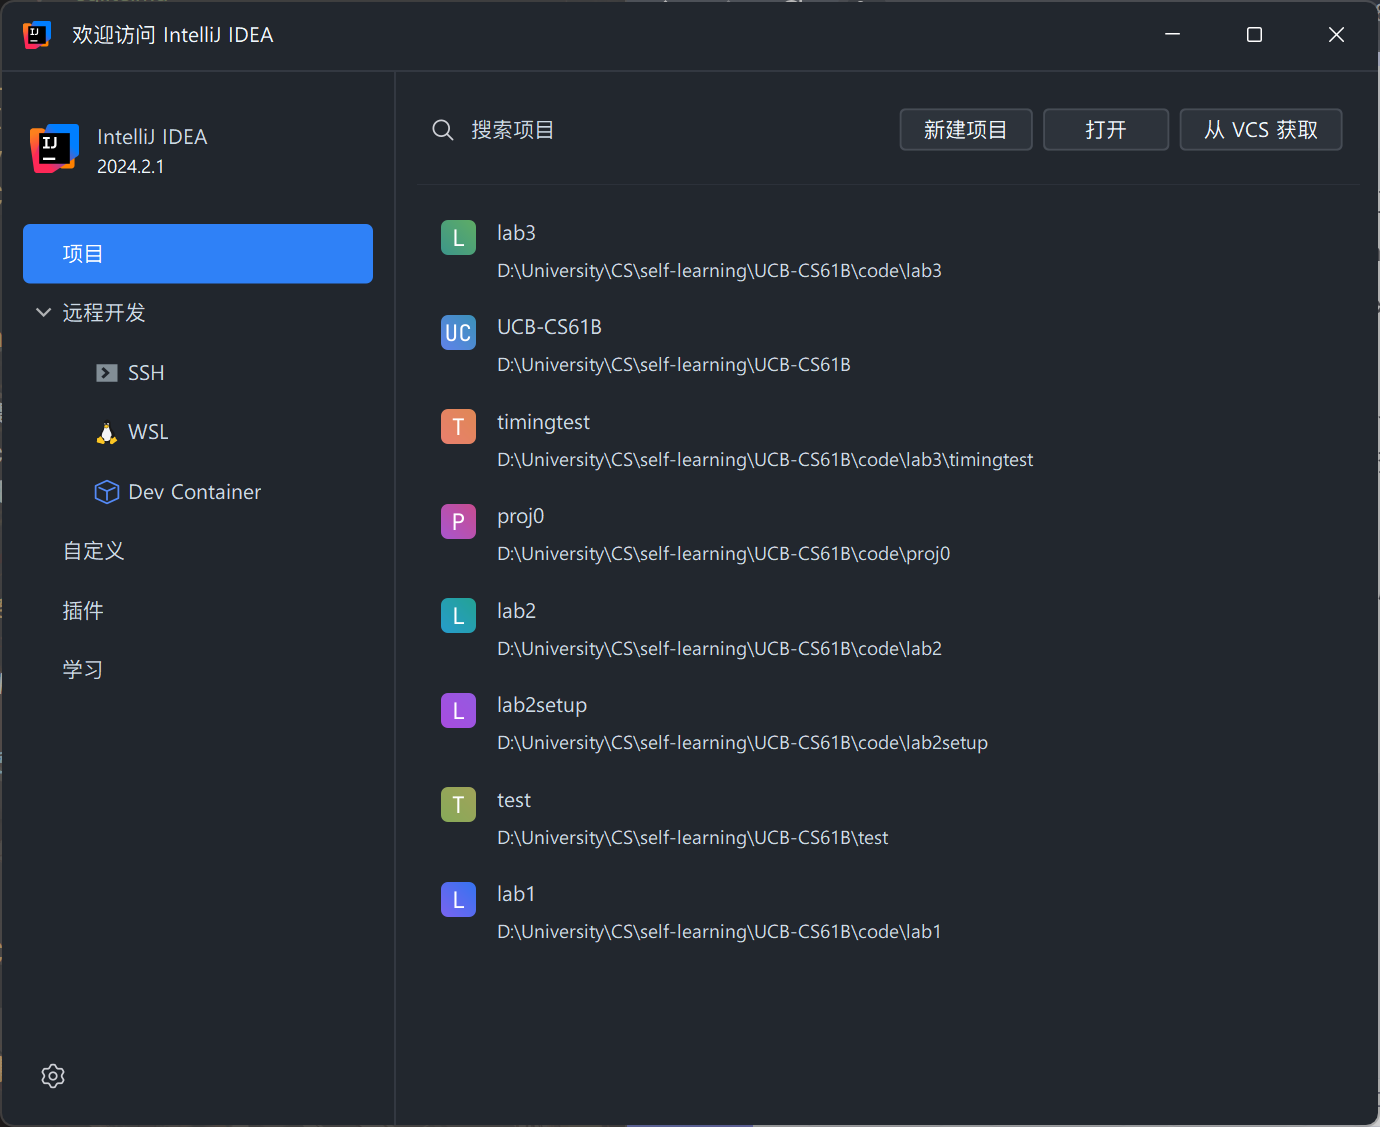 欢迎访问 IntelliJ IDEA
IntelliJ IDEA
2024.2.1
项目
远程开发
SSH
WSL
Dev Container
自定义
插件
学习
搜索项目
新建项目
打开
从 VCS 获取
L lab3
D:\University\CS\self-learning\UCB-CS61B\code\lab3
UC UCB-CS61B
D:\University\CS\self-learning\UCB-CS61B
T timingtest
D:\University\CS\self-learning\UCB-CS61B\code\lab3\timingtest
P proj0
D:\University\CS\self-learning\UCB-CS61B\code\proj0
L lab2
D:\University\CS\self-learning\UCB-CS61B\code\lab2
L lab2setup
D:\University\CS\self-learning\UCB-CS61B\code\lab2setup
T test
D:\University\CS\self-learning\UCB-CS61B\test
L lab1
D:\University\CS\self-learning\UCB-CS61B\code\lab1